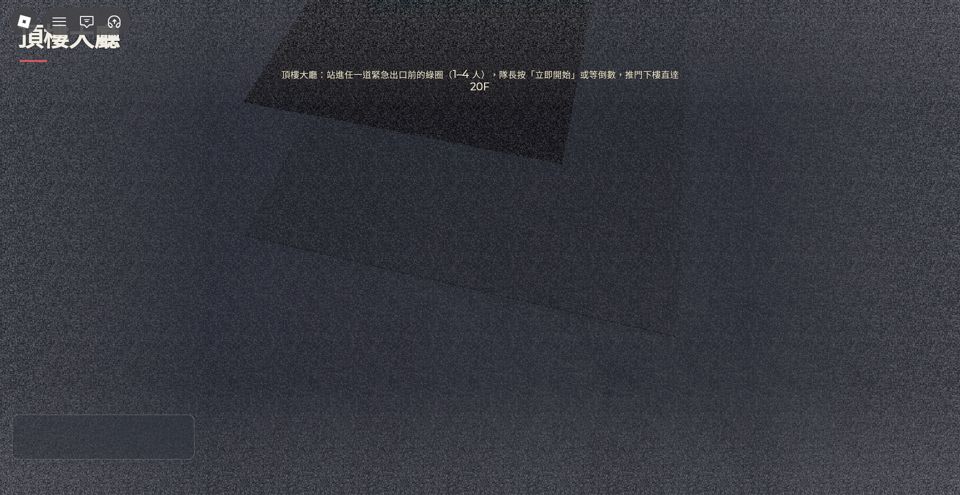 頂樓大廳
頂樓大廳：站進任一道緊急出口前的綠圈（1–4 人），隊長按「立即開始」或等倒數，推門下樓直達
20F